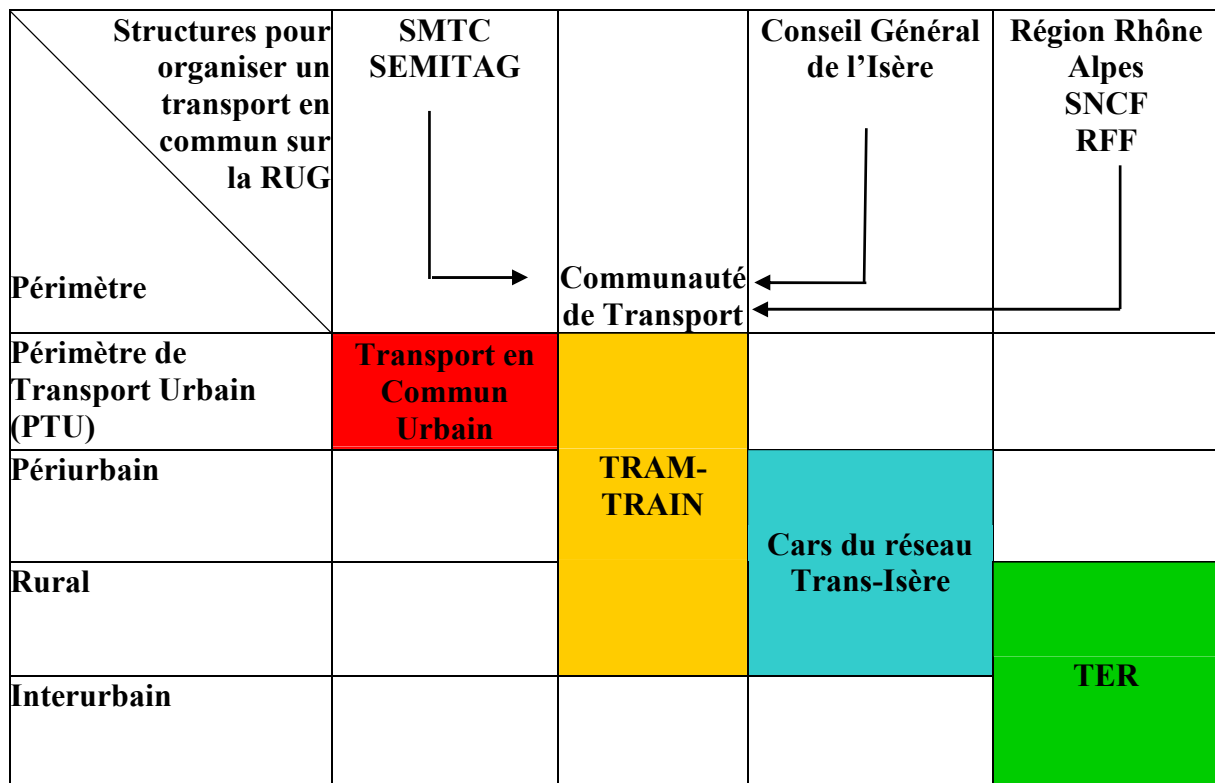 Structures pour
organiser un
transport en
commun sur
la RUG
Périmètre
SMTC
SEMITAG
Communauté
de Transport
Conseil Général
de l’Isère
Région Rhône
Alpes
SNCF
RFF
Périmètre de
Transport Urbain
(PTU)
Transport en
Commun
Urbain
Périurbain
TRAM-
TRAIN
Cars du réseau
Trans-Isère
Rural
TER
Interurbain